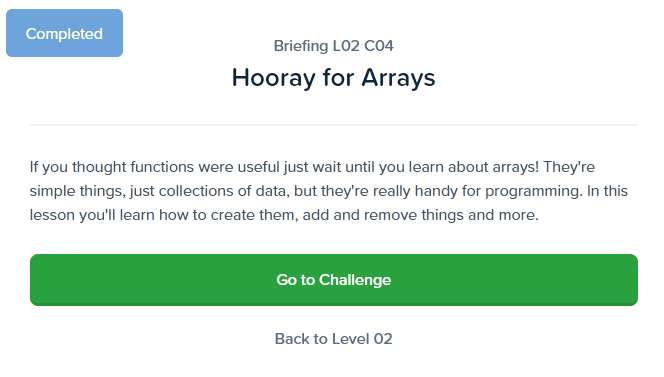 Completed
Briefing L02 C04
Hooray for Arrays
If you thought functions were useful just wait until you learn about arrays! They're
simple things, just collections of data, but they're really handy for programming. In this
lesson you'll learn how to create them, add and remove things and more.
Go to Challenge
Back to Level 02